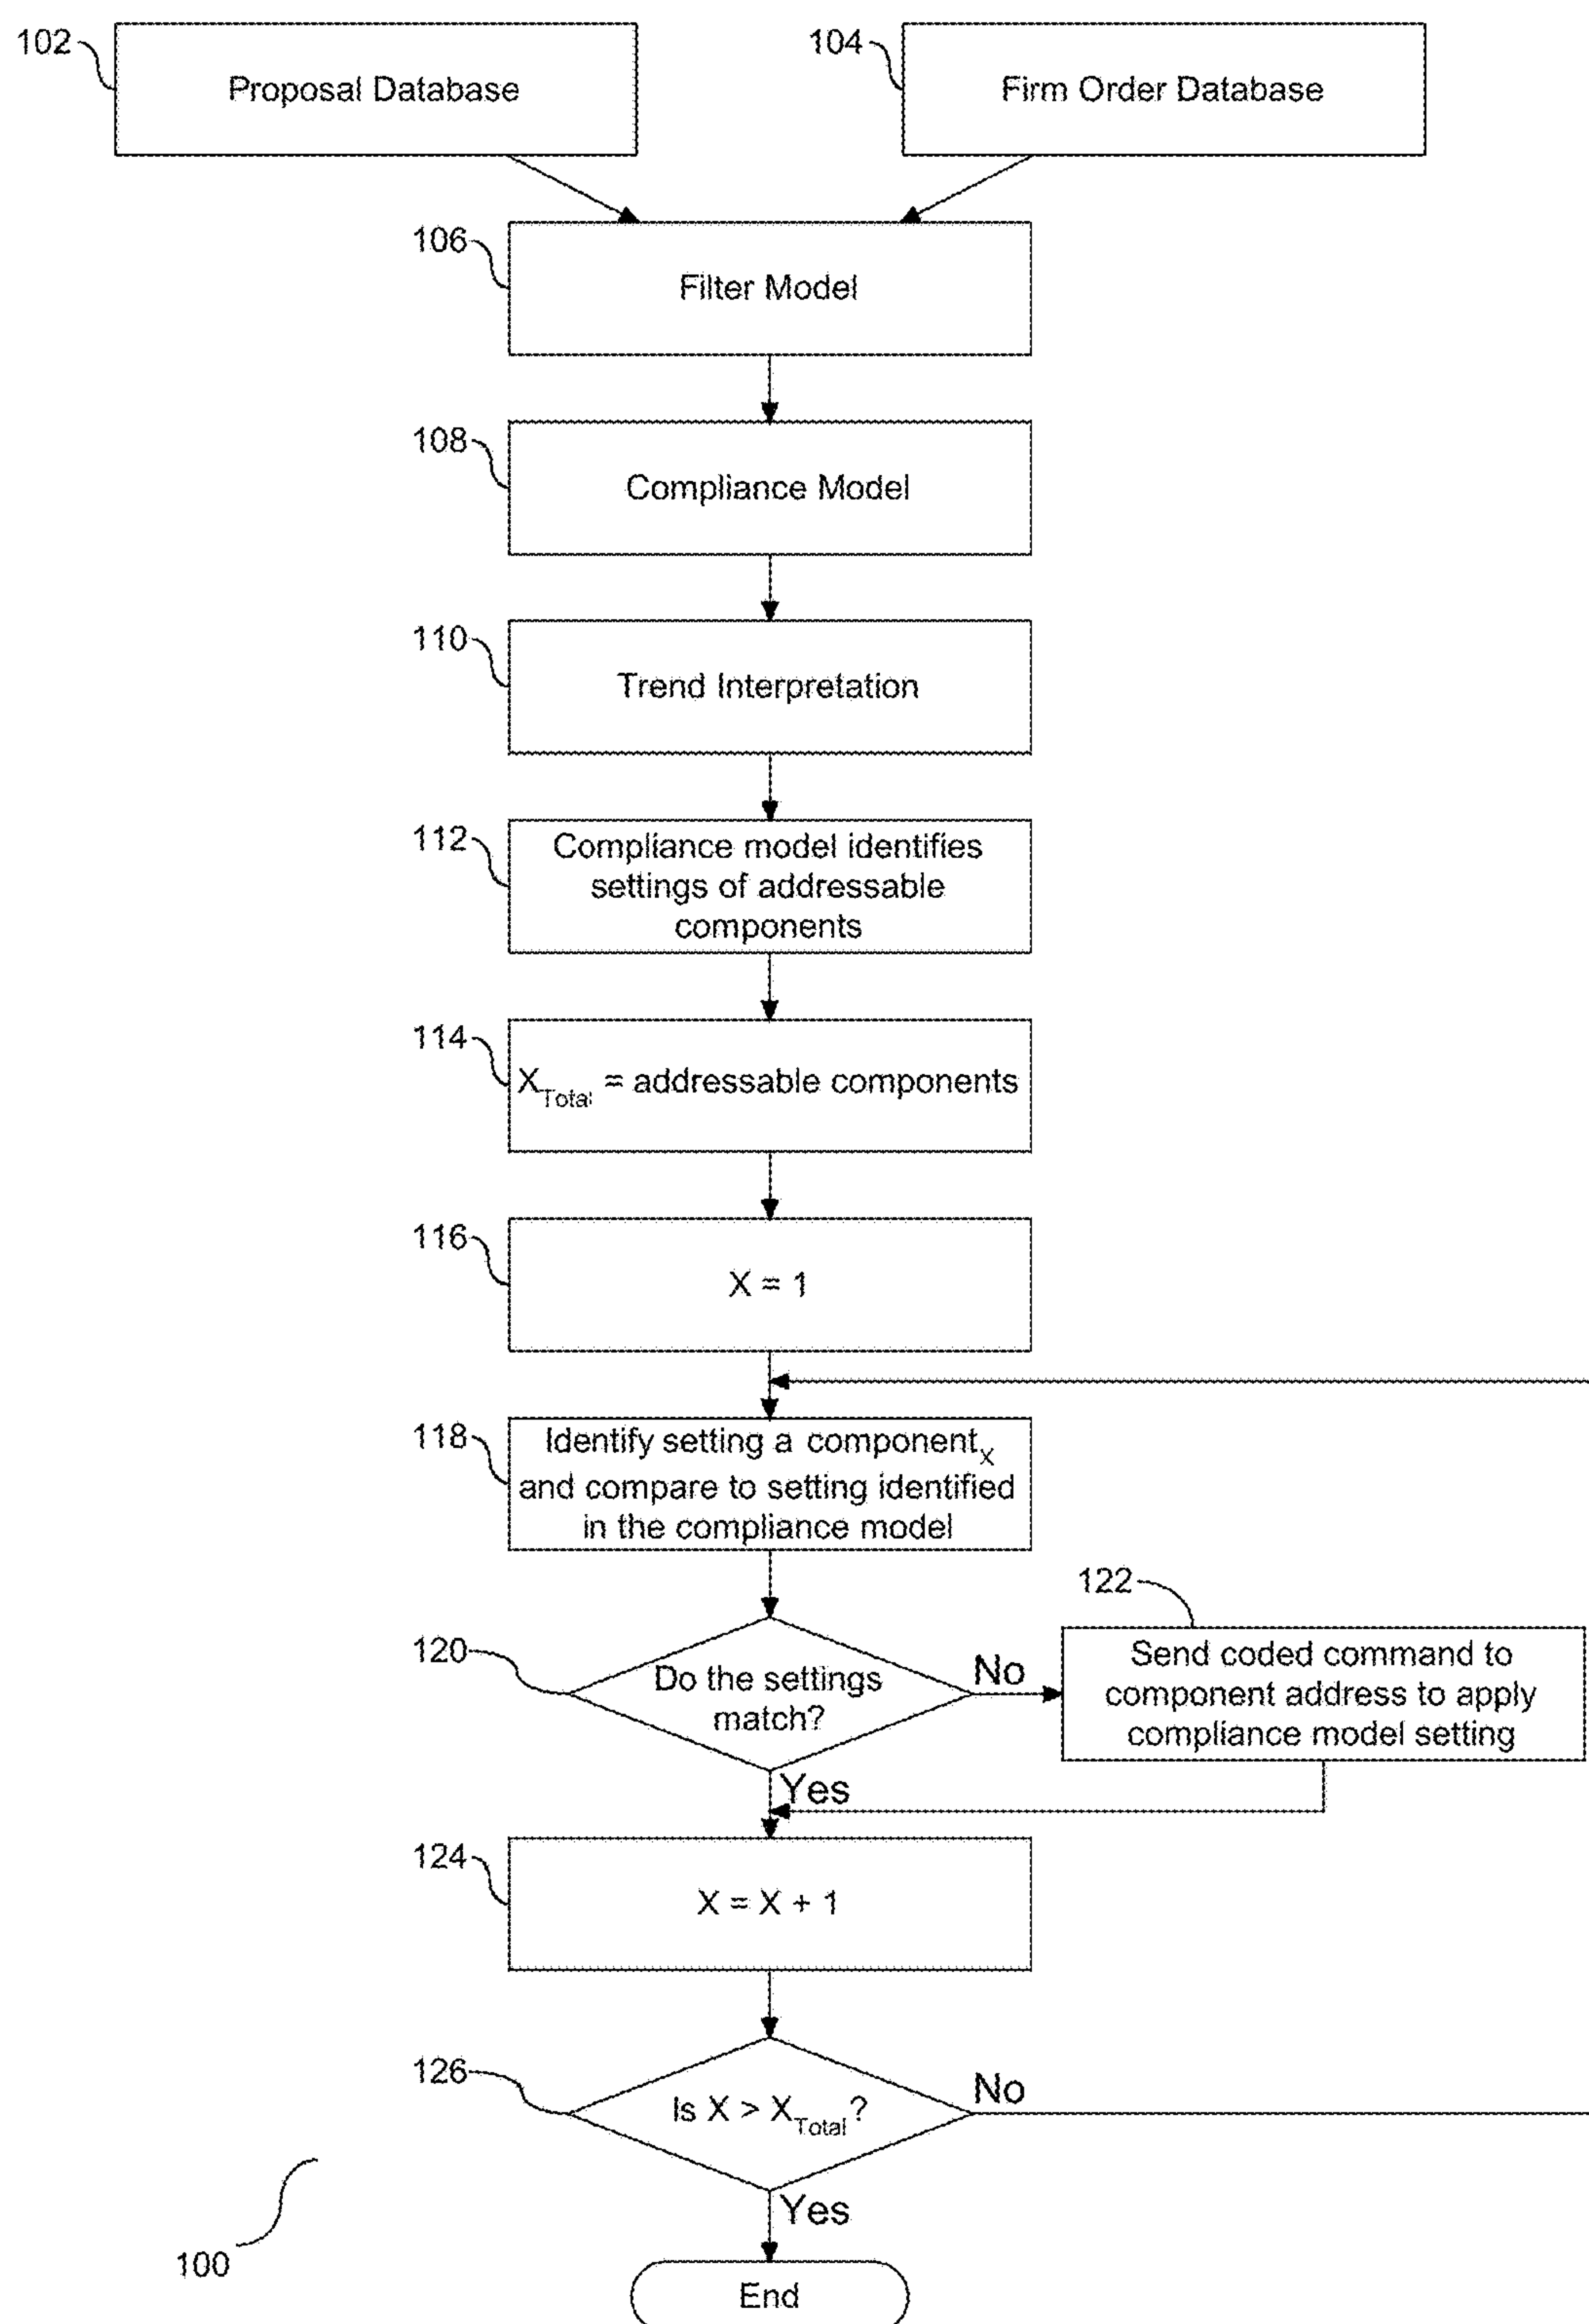 102
Proposal Database
104
Firm Order Database
106
Filter Model
108
Compliance Model
110
Trend Interpretation
112
Compliance model identifies
settings of addressable
components
114
X_Total = addressable components
116
X = 1
118
Identify setting a component_X
and compare to setting identified
in the compliance model
120
Do the settings
match?
No
122
Send coded command to
component address to apply
compliance model setting
Yes
124
X = X + 1
126
Is X > X_Total?
No
Yes
100
End